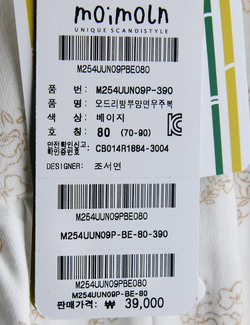 moimoln
UNIQUE SCANDISTYLE
M254UUN09PBE080
품 번: M254UUN09P-390
품 명: 오드리밤부망면우주복
색 상: 베이지
호 칭: 80 (70-90)
안전확인신고
확인증번호: CB014R1864-3004
DESIGNER: 조서연
M254UUN09PBE080
M254UUN09P-BE-80-390
M254UUN09PBE080
M254UUN09P-BE-80
판매가격: ₩ 39,000